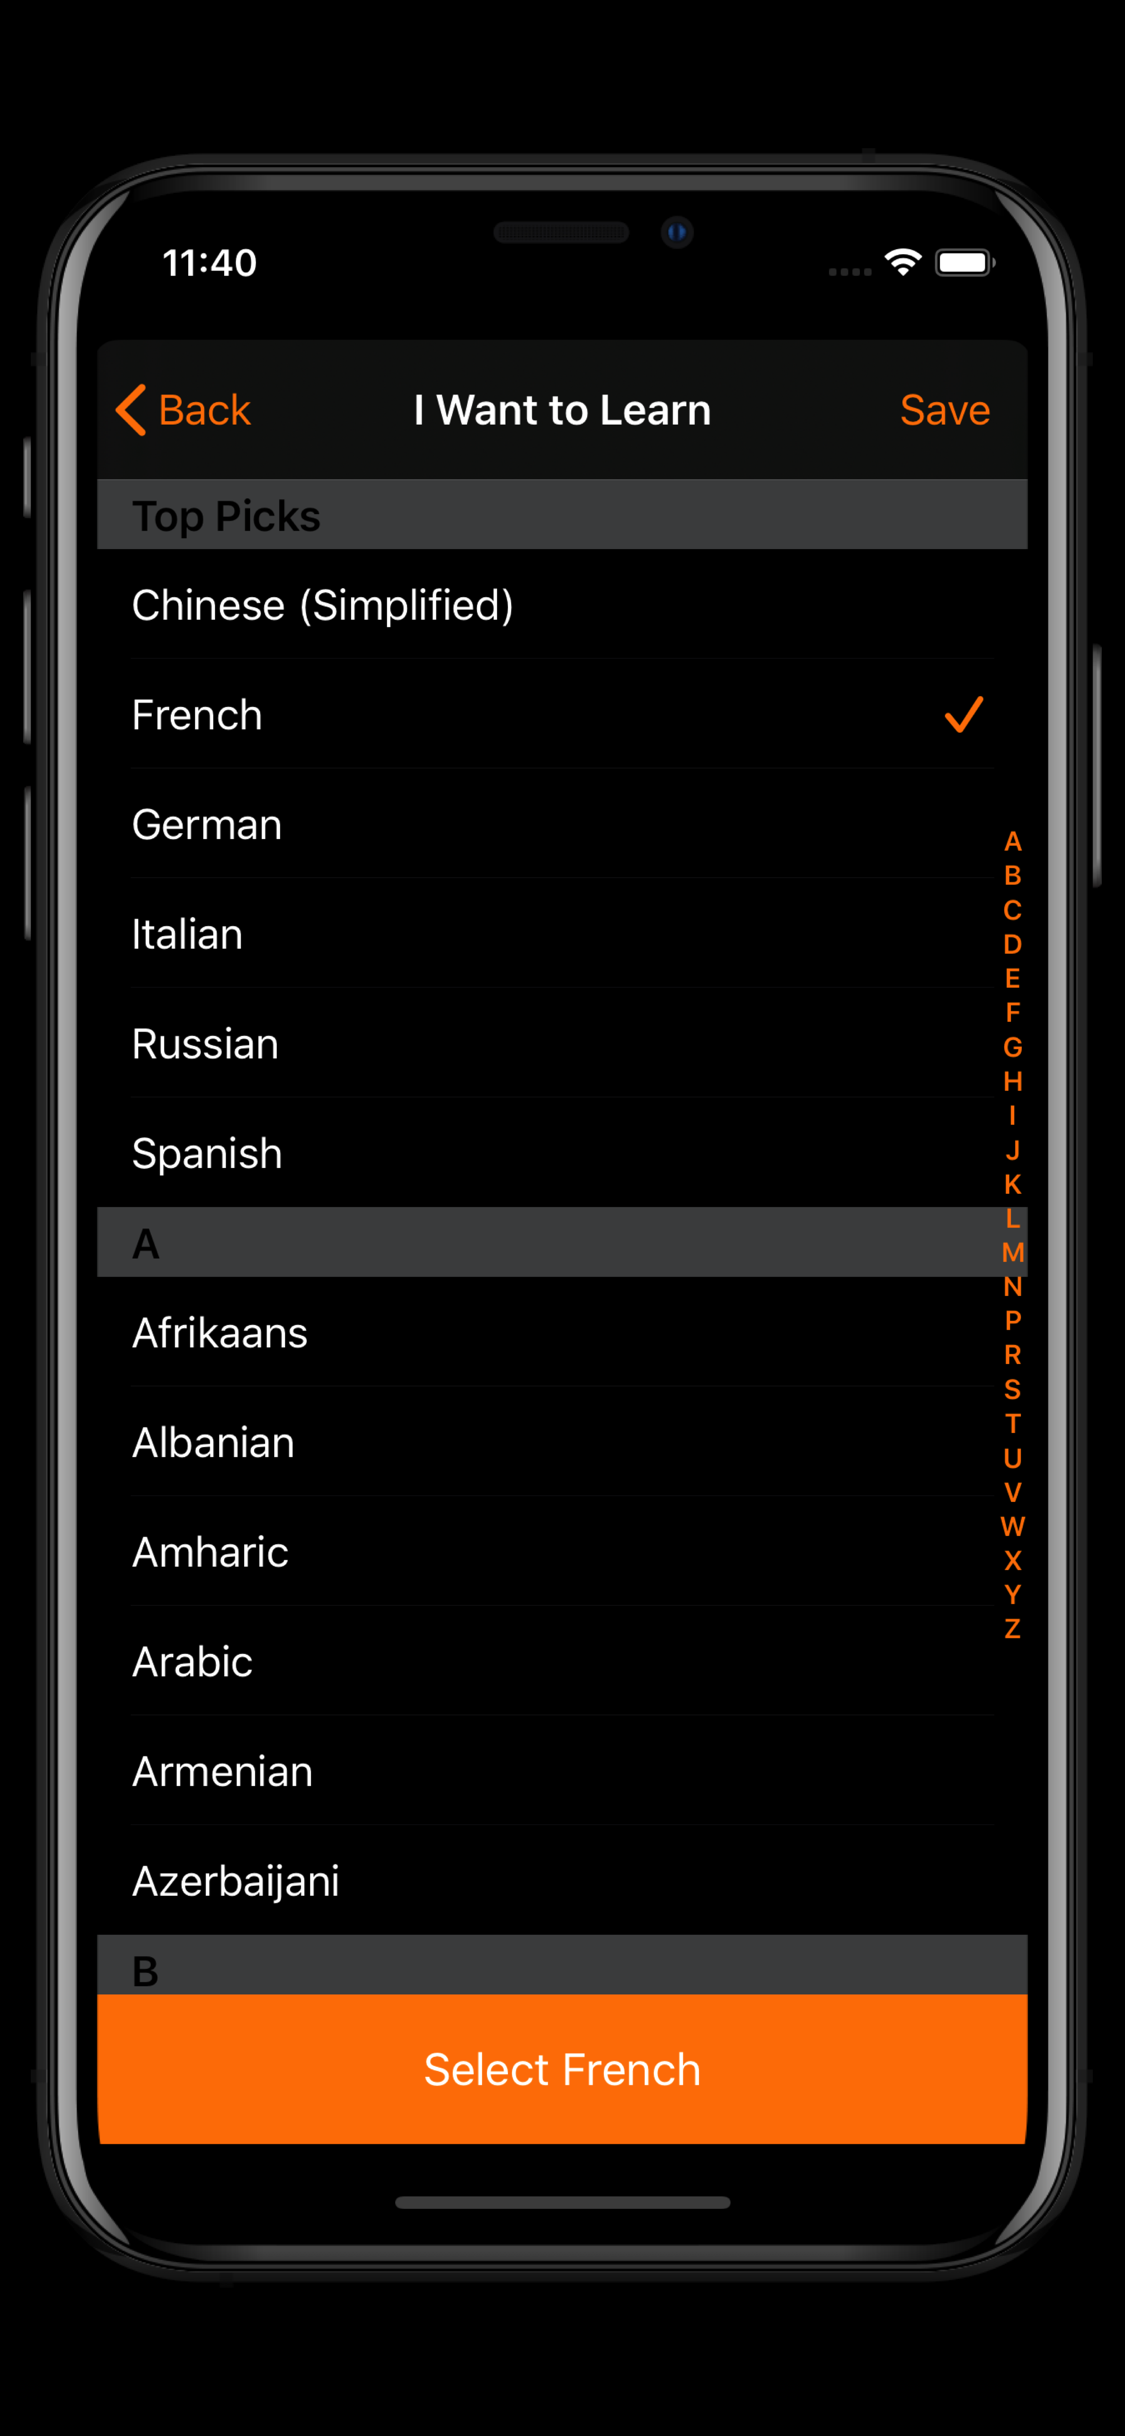 11:40
Back
I Want to Learn
Save
Top Picks
Chinese (Simplified)
French
German
Italian
Russian
Spanish
A
Afrikaans
Albanian
Amharic
Arabic
Armenian
Azerbaijani
B
A
B
C
D
E
F
G
H
I
J
K
L
M
N
P
R
S
T
U
V
W
X
Y
Z
Select French